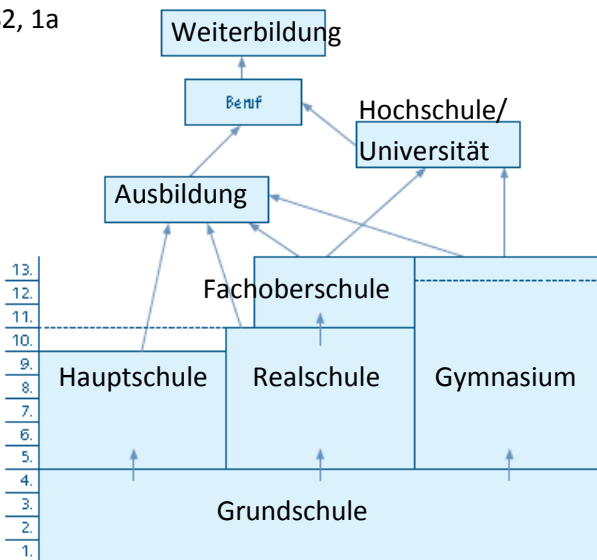 2, 1a
Weiterbildung
Beruf
Hochschule/
Universität
Ausbildung
13.
12.
11.
10.
9.
8.
7.
6.
5.
4.
3.
2.
1.
Fachoberschule
Hauptschule
Realschule
Gymnasium
Grundschule